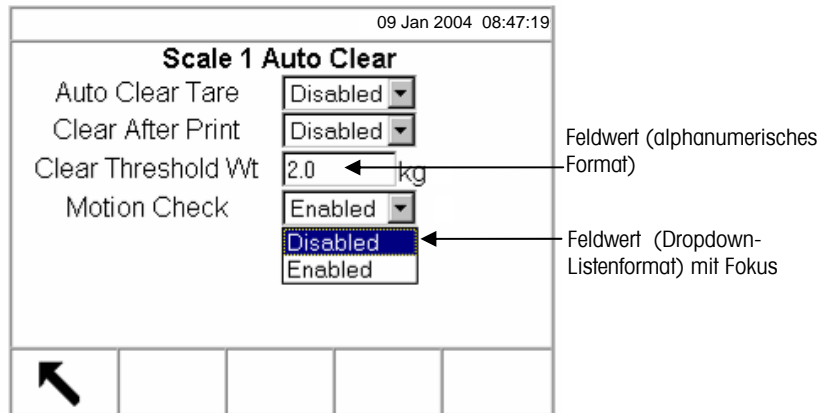 09 Jan 2004 08:47:19
Scale 1 Auto Clear
Auto Clear Tare Disabled
Clear After Print Disabled
Clear Threshold Wt 2.0 kg
Motion Check Enabled
Disabled
Enabled
Feldwert (alphanumerisches
Format)
Feldwert (Dropdown-
Listenformat) mit Fokus